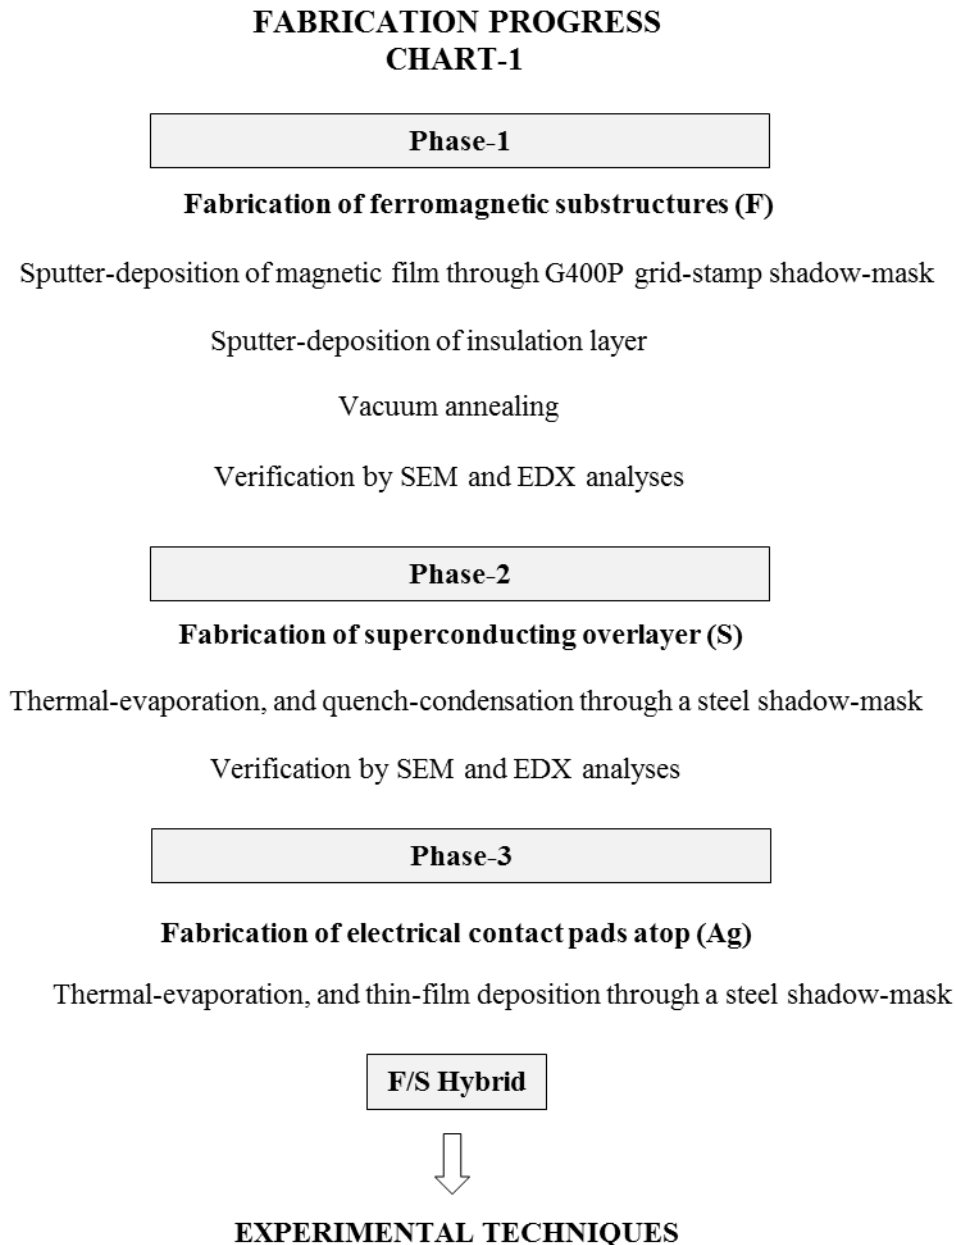 FABRICATION PROGRESS
CHART-1
Phase-1
Fabrication of ferromagnetic substructures (F)
Sputter-deposition of magnetic film through G400P grid-stamp shadow-mask
Sputter-deposition of insulation layer
Vacuum annealing
Verification by SEM and EDX analyses
Phase-2
Fabrication of superconducting overlayer (S)
Thermal-evaporation, and quench-condensation through a steel shadow-mask
Verification by SEM and EDX analyses
Phase-3
Fabrication of electrical contact pads atop (Ag)
Thermal-evaporation, and thin-film deposition through a steel shadow-mask
F/S Hybrid
EXPERIMENTAL TECHNIQUES